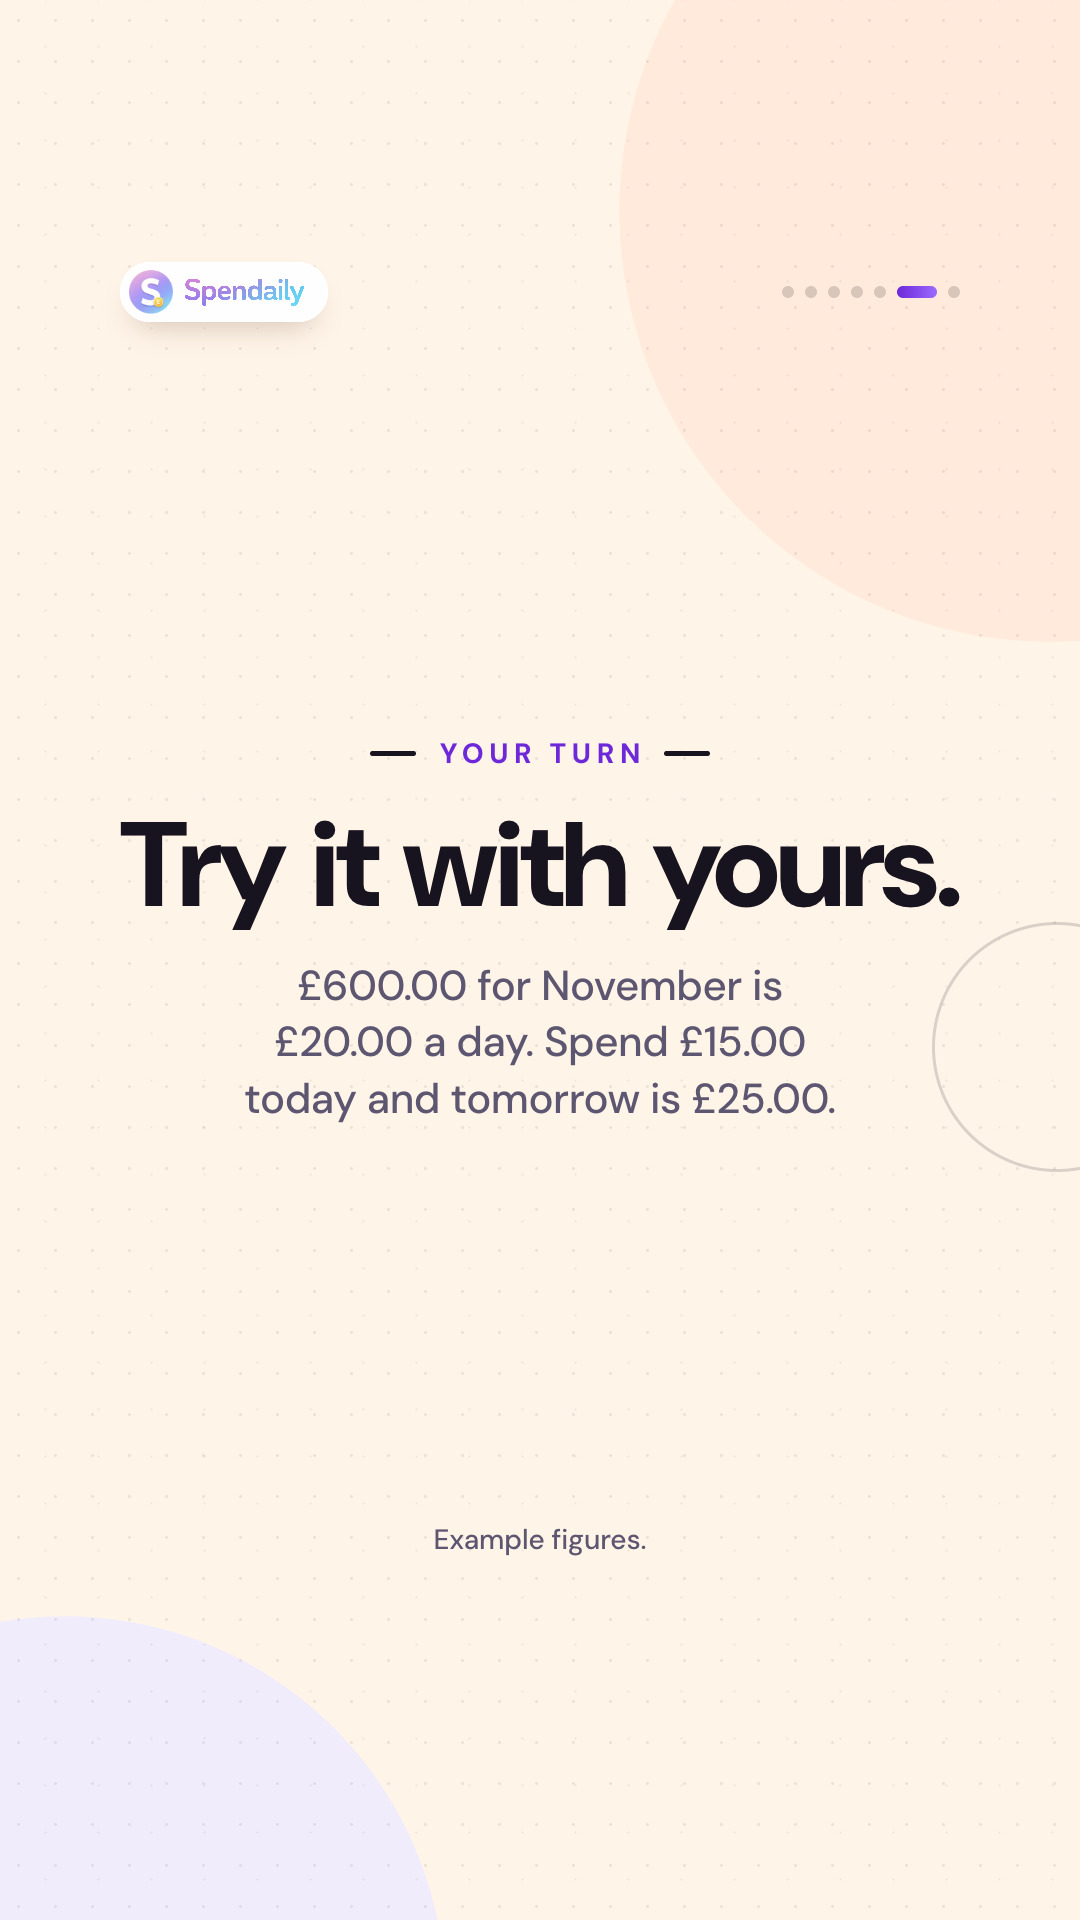 Spendaily
YOUR TURN
Try it with yours.
£600.00 for November is
£20.00 a day. Spend £15.00
today and tomorrow is £25.00.
Example figures.